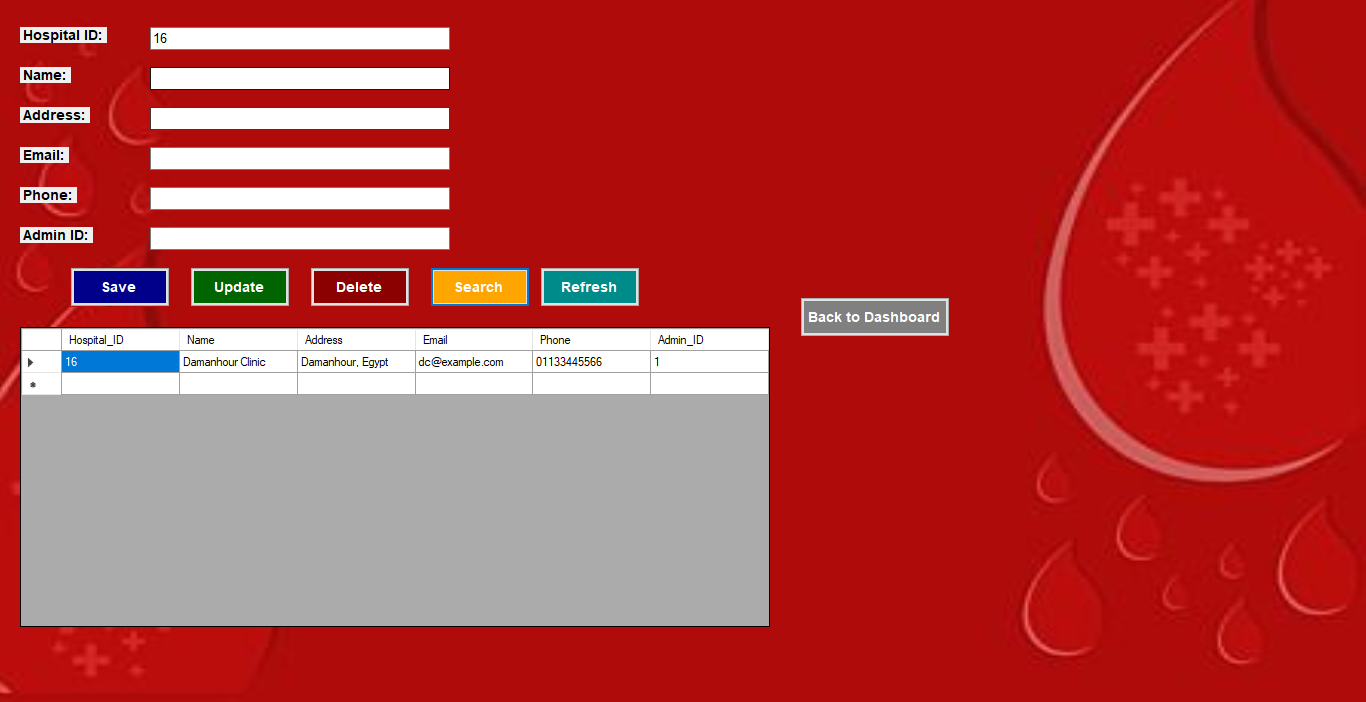 Hospital ID: 16
Name:
Address:
Email:
Phone:
Admin ID:
Save Update Delete Search Refresh
Back to Dashboard
Hospital_ID Name Address Email Phone Admin_ID
16 Damanhour Clinic Damanhour, Egypt dc@example.com 01133445566 1